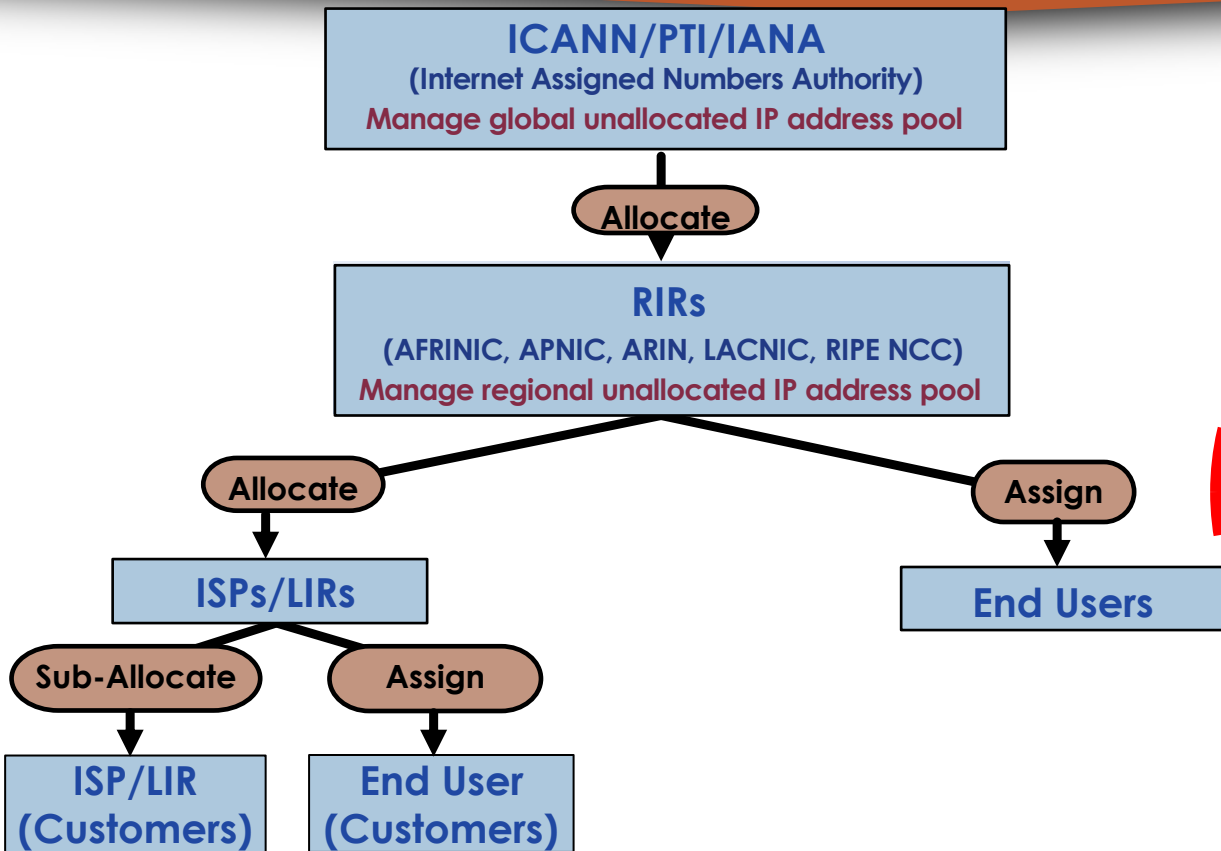 ICANN/PTI/IANA
(Internet Assigned Numbers Authority)
Manage global unallocated IP address pool
Allocate
RIRs
(AFRINIC, APNIC, ARIN, LACNIC, RIPE NCC)
Manage regional unallocated IP address pool
Allocate
Assign
ISPs/LIRs
End Users
Sub-Allocate
Assign
ISP/LIR
(Customers)
End User
(Customers)